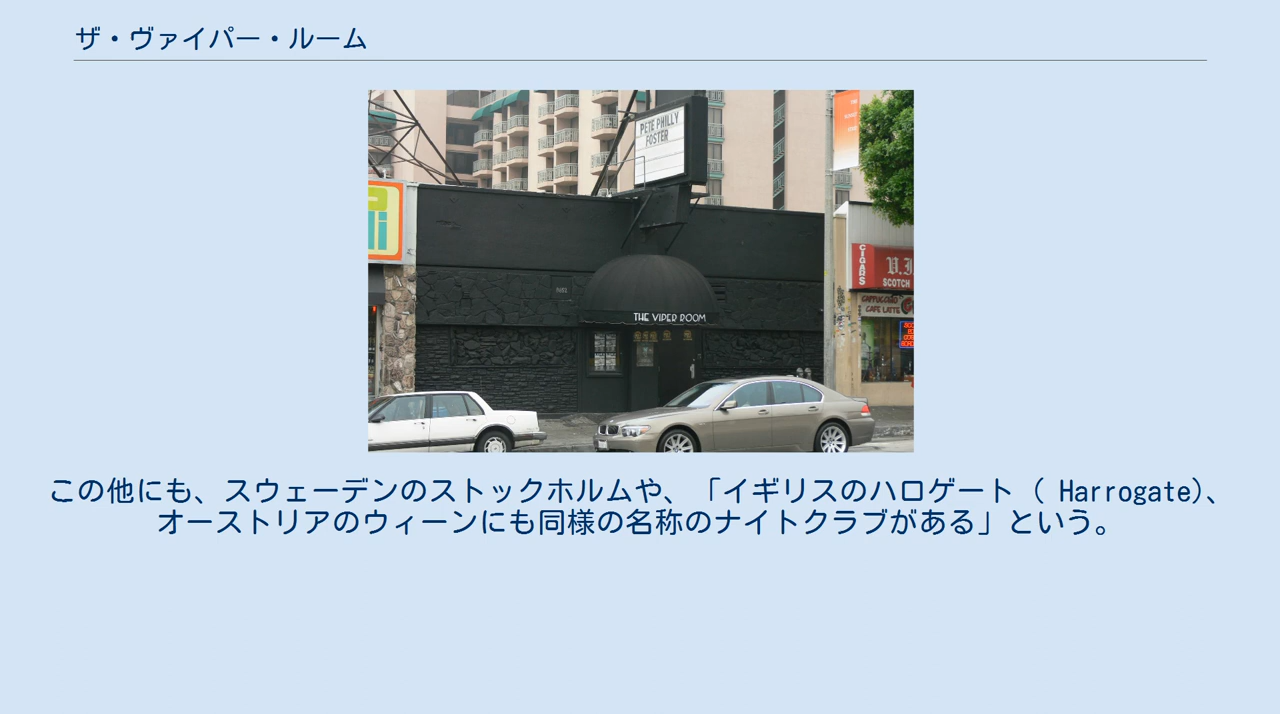 ザ・ヴァイパー・ルーム
PETE PHILLY
FOSTER
THE VIPER ROOM
CIGARS
SCOTCH
CAPPUCCINO
CAFE LATTE
この他にも、スウェーデンのストックホルムや、「イギリスのハロゲート ( Harrogate)、
オーストリアのウィーンにも同様の名称のナイトクラブがある」という。